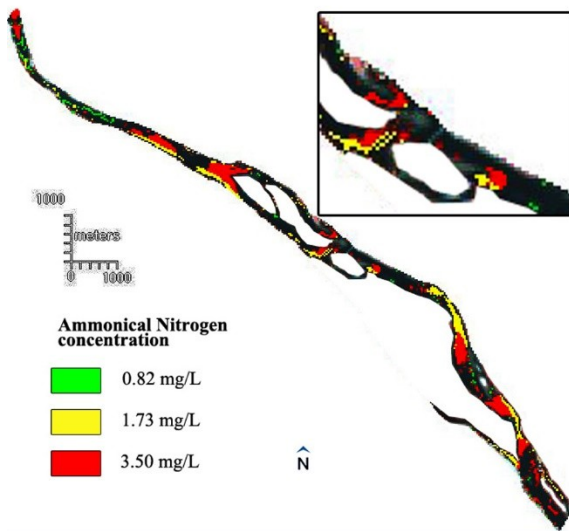 1000
meters
0 1000
Ammonical Nitrogen
concentration
0.82 mg/L
1.73 mg/L
3.50 mg/L
N